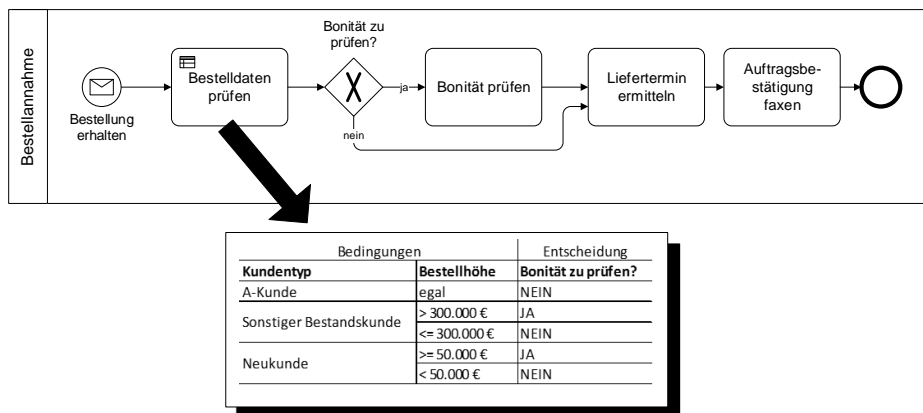 Bestellannahme
Bestellung
erhalten
Bestelldaten
prüfen
Bonität zu
prüfen?
X
ja
nein
Bonität prüfen
Liefertermin
ermitteln
Auftragsbe-
stätigung
faxen
Bedingungen Entscheidung
Kundentyp Bestellhöhe Bonität zu prüfen?
A-Kunde egal NEIN
Sonstiger Bestandskunde > 300.000 € JA
<= 300.000 € NEIN
Neukunde >= 50.000 € JA
< 50.000 € NEIN